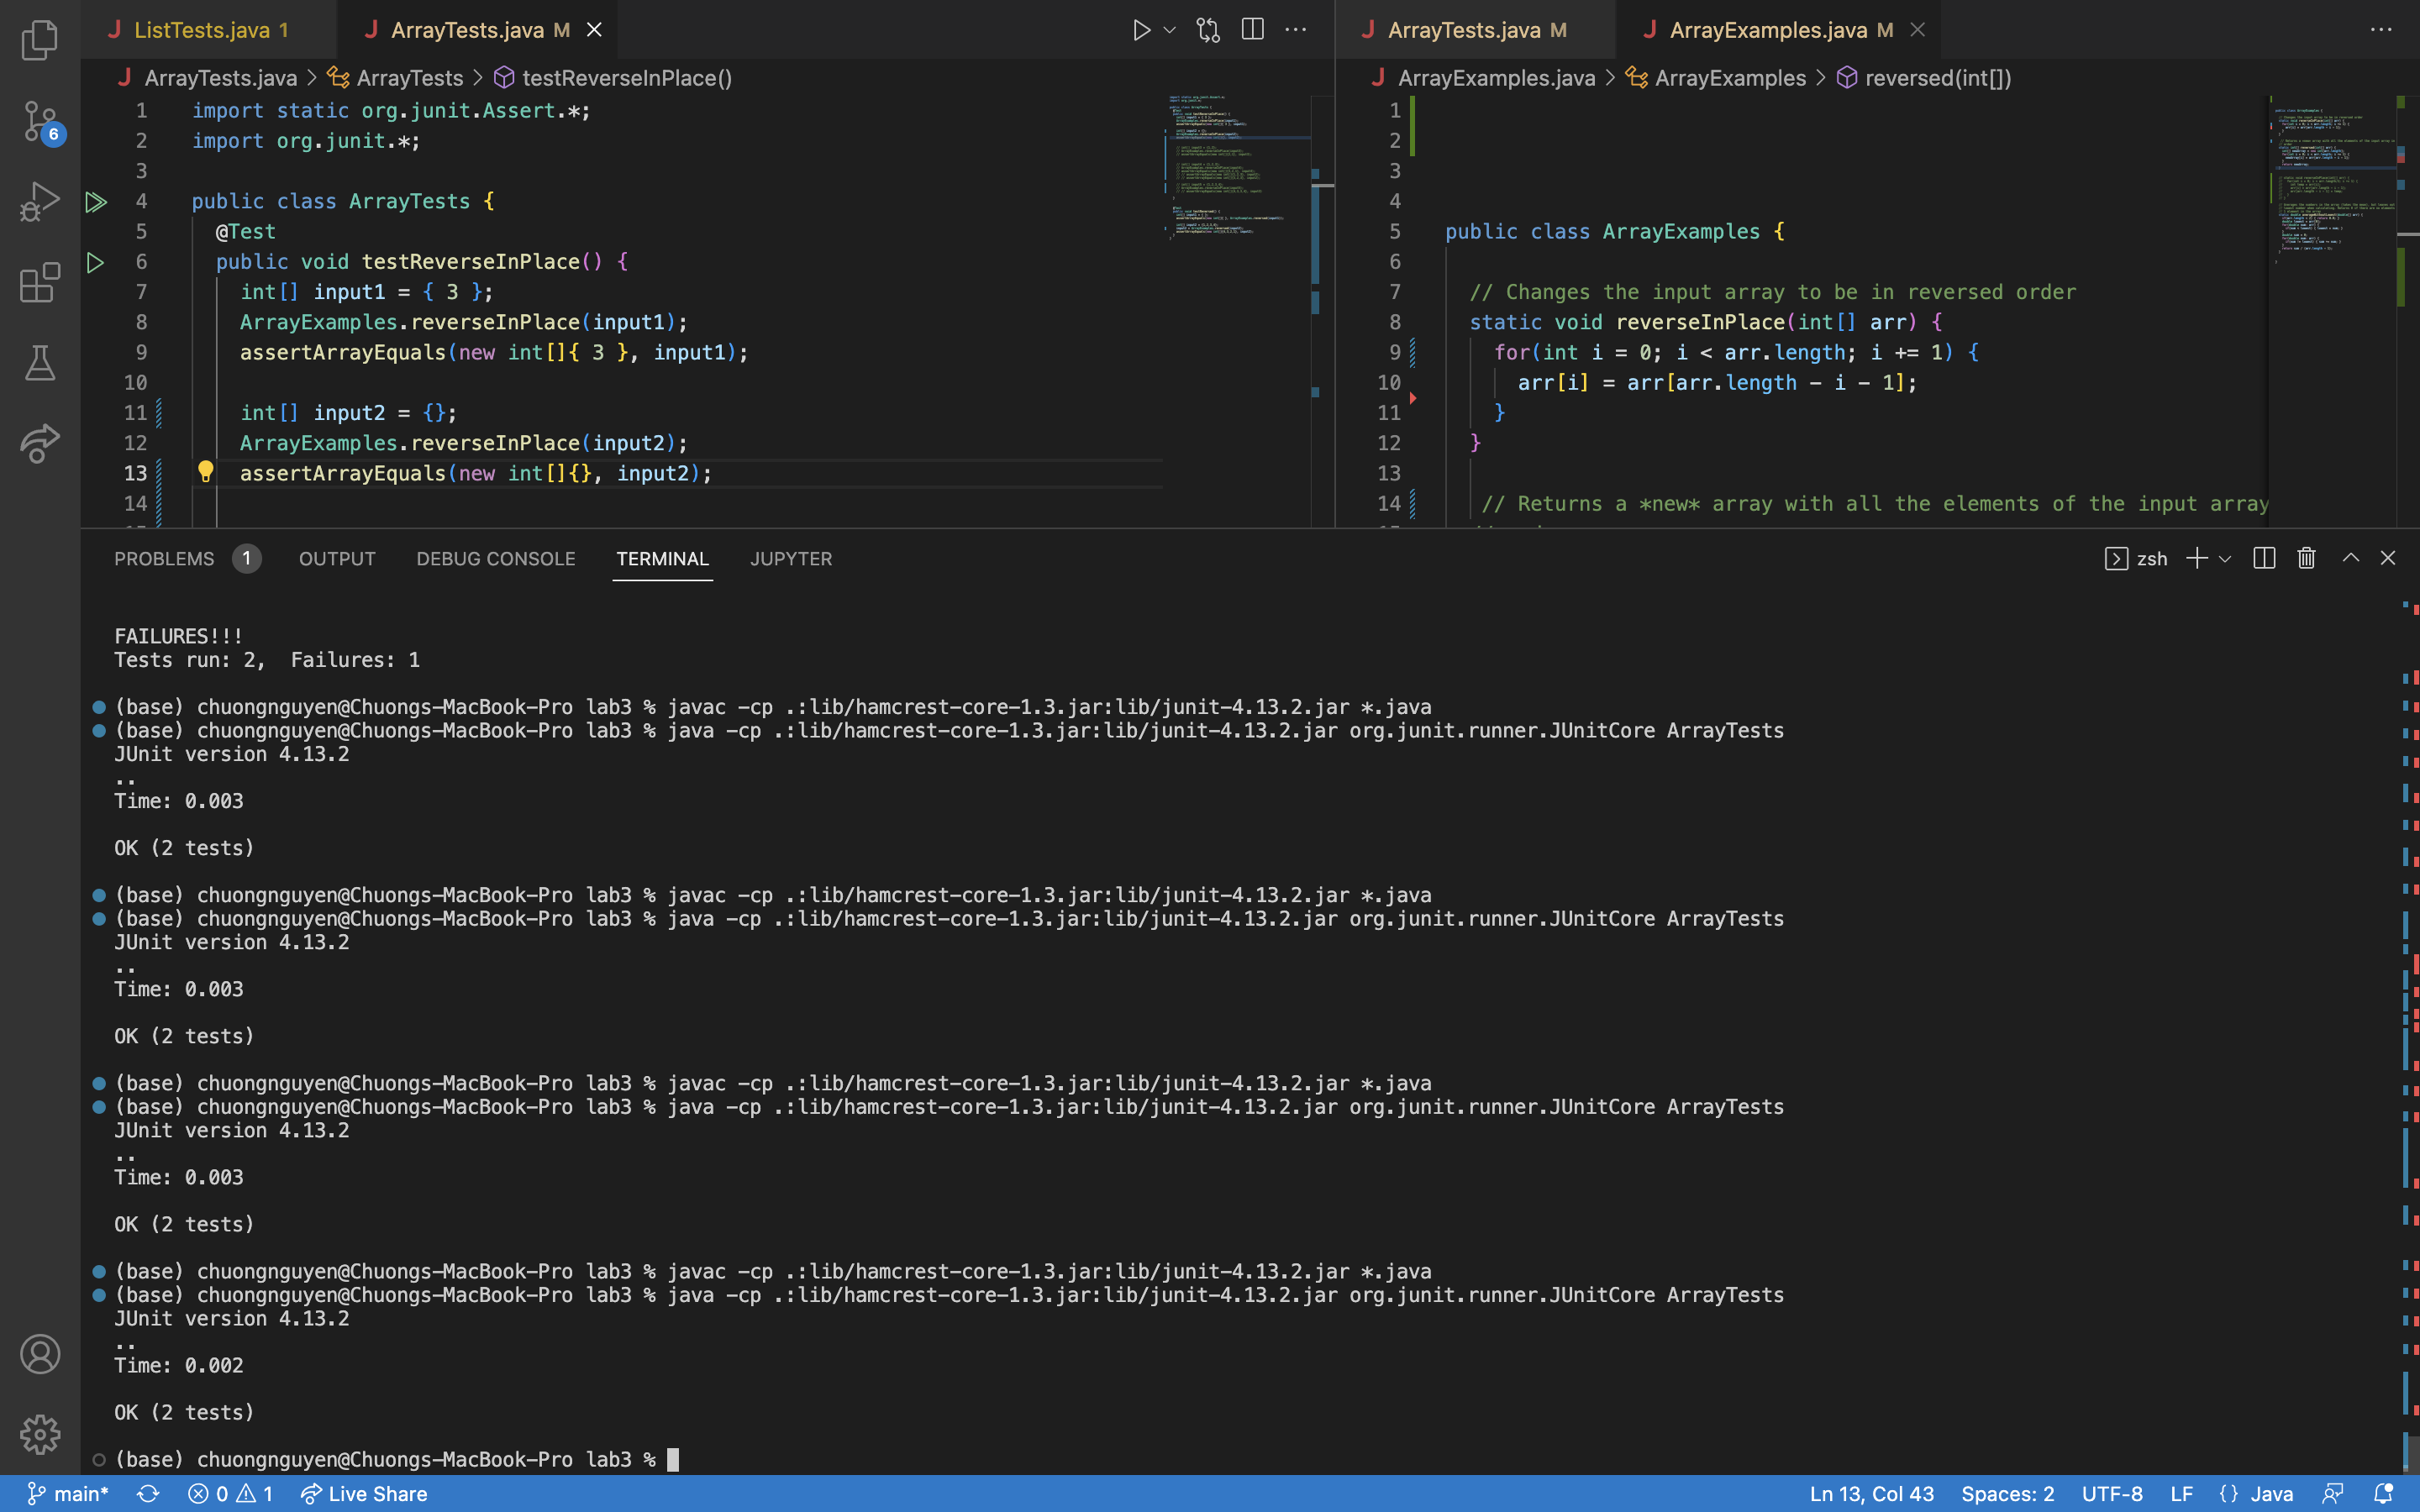 ListTests.java 1
ArrayTests.java M
ArrayTests.java M
ArrayExamples.java M
ArrayTests.java > ArrayTests > testReverseInPlace()
1 import static org.junit.Assert.*;
2 import org.junit.*;
3
4 public class ArrayTests {
5 @Test
6 public void testReverseInPlace() {
7 int[] input1 = { 3 };
8 ArrayExamples.reverseInPlace(input1);
9 assertArrayEquals(new int[]{ 3 }, input1);
10
11 int[] input2 = {};
12 ArrayExamples.reverseInPlace(input2);
13 assertArrayEquals(new int[]{}, input2);
14
ArrayExamples.java > ArrayExamples > reversed(int[])
1
2
3
4
5 public class ArrayExamples {
6
7 // Changes the input array to be in reversed order
8 static void reverseInPlace(int[] arr) {
9 for(int i = 0; i < arr.length; i += 1) {
10 arr[i] = arr[arr.length - i - 1];
11 }
12 }
13
14 // Returns a *new* array with all the elements of the input array
6
PROBLEMS 1 OUTPUT DEBUG CONSOLE TERMINAL JUPYTER
zsh
FAILURES!!!
Tests run: 2,  Failures: 1
(base) chuongnguyen@Chuongs-MacBook-Pro lab3 % javac -cp .:lib/hamcrest-core-1.3.jar:lib/junit-4.13.2.jar *.java
(base) chuongnguyen@Chuongs-MacBook-Pro lab3 % java -cp .:lib/hamcrest-core-1.3.jar:lib/junit-4.13.2.jar org.junit.runner.JUnitCore ArrayTests
JUnit version 4.13.2
..
Time: 0.003
OK (2 tests)
(base) chuongnguyen@Chuongs-MacBook-Pro lab3 % javac -cp .:lib/hamcrest-core-1.3.jar:lib/junit-4.13.2.jar *.java
(base) chuongnguyen@Chuongs-MacBook-Pro lab3 % java -cp .:lib/hamcrest-core-1.3.jar:lib/junit-4.13.2.jar org.junit.runner.JUnitCore ArrayTests
JUnit version 4.13.2
..
Time: 0.003
OK (2 tests)
(base) chuongnguyen@Chuongs-MacBook-Pro lab3 % javac -cp .:lib/hamcrest-core-1.3.jar:lib/junit-4.13.2.jar *.java
(base) chuongnguyen@Chuongs-MacBook-Pro lab3 % java -cp .:lib/hamcrest-core-1.3.jar:lib/junit-4.13.2.jar org.junit.runner.JUnitCore ArrayTests
JUnit version 4.13.2
..
Time: 0.003
OK (2 tests)
(base) chuongnguyen@Chuongs-MacBook-Pro lab3 % javac -cp .:lib/hamcrest-core-1.3.jar:lib/junit-4.13.2.jar *.java
(base) chuongnguyen@Chuongs-MacBook-Pro lab3 % java -cp .:lib/hamcrest-core-1.3.jar:lib/junit-4.13.2.jar org.junit.runner.JUnitCore ArrayTests
JUnit version 4.13.2
..
Time: 0.002
OK (2 tests)
(base) chuongnguyen@Chuongs-MacBook-Pro lab3 %
main* 0 1 Live Share
Ln 13, Col 43 Spaces: 2 UTF-8 LF {} Java